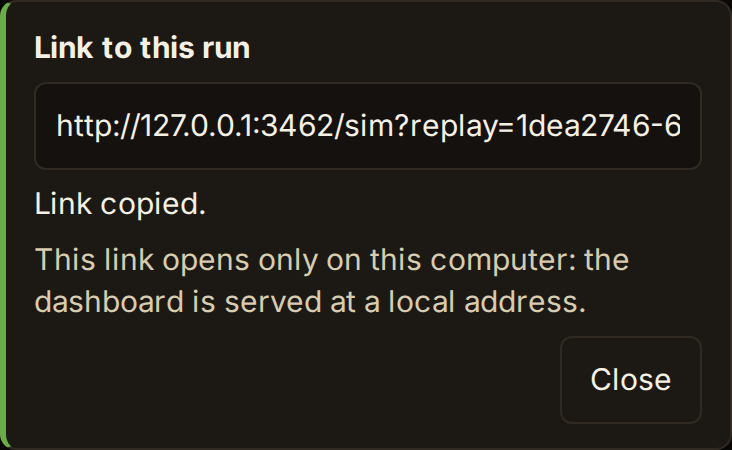 Link to this run
http://127.0.0.1:3462/sim?replay=1dea2746-6
Link copied.
This link opens only on this computer: the
dashboard is served at a local address.
Close